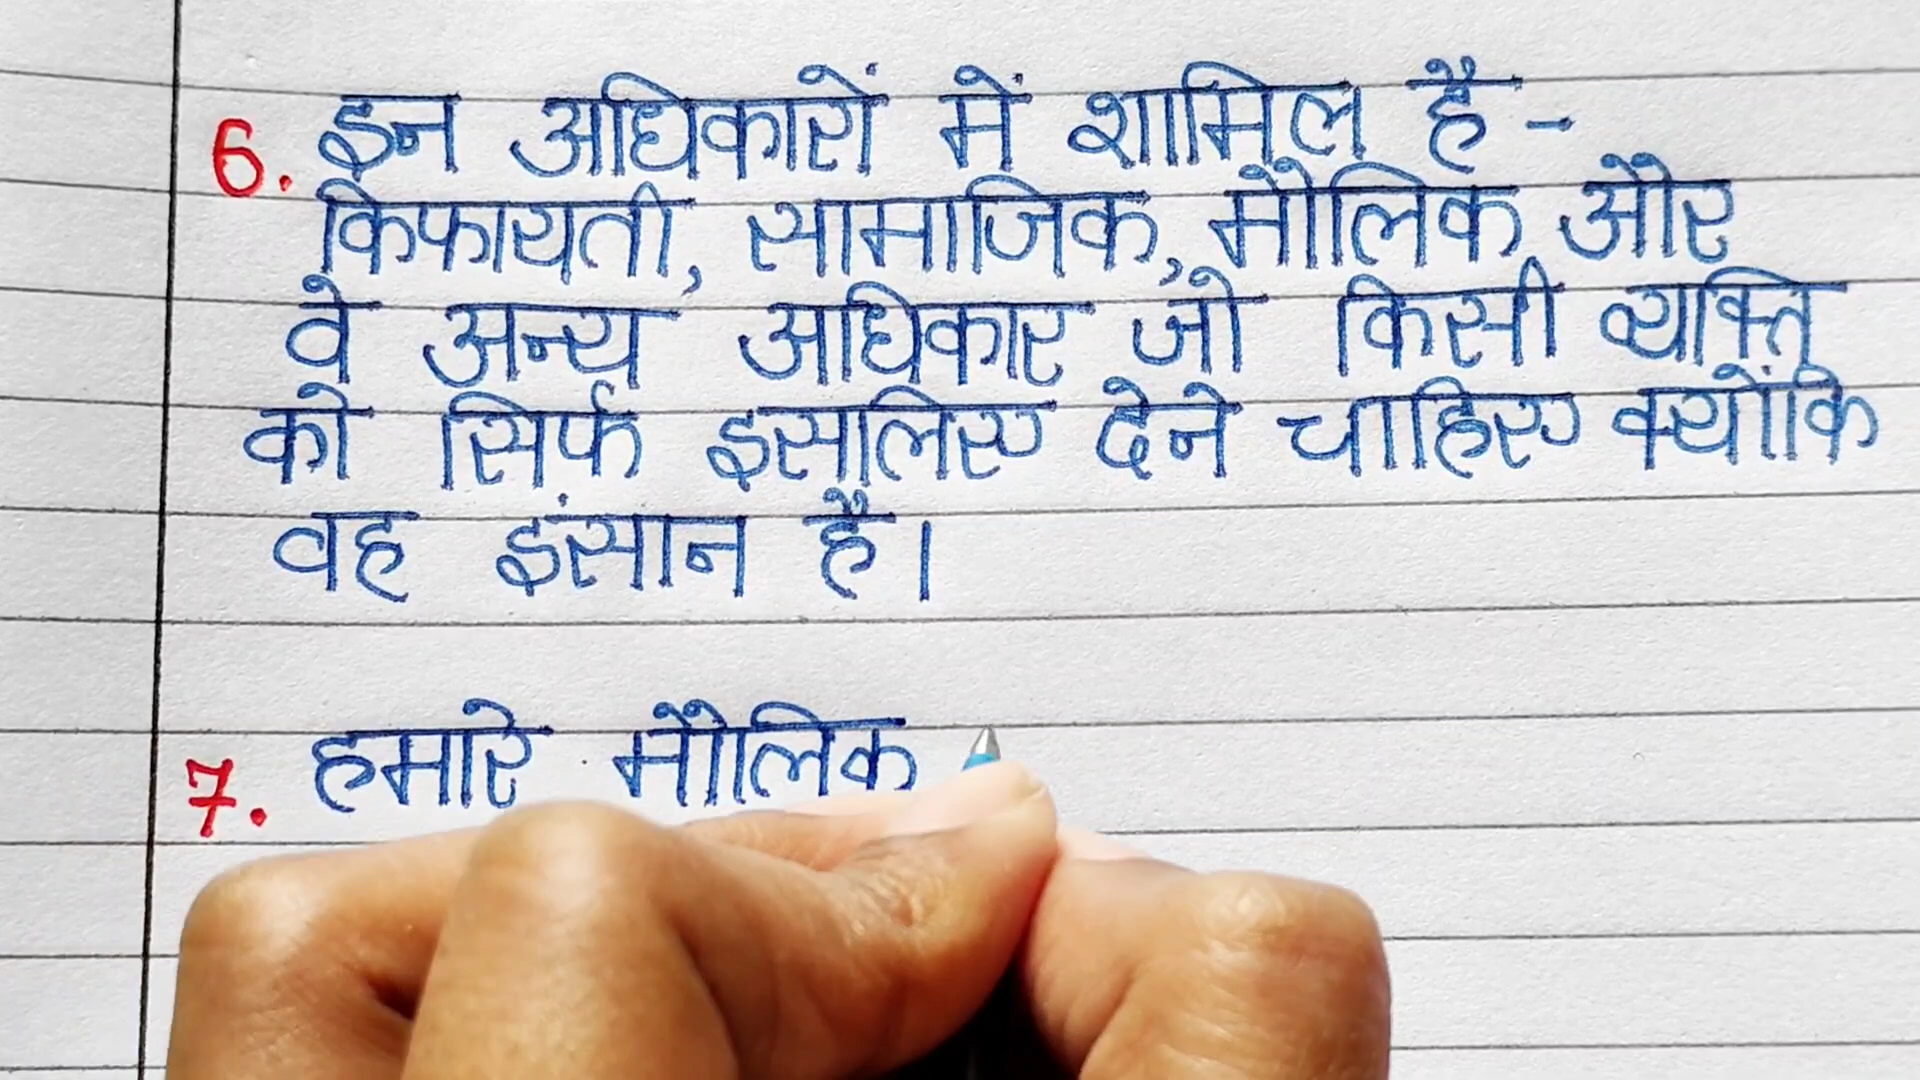 6. इन अधिकारों में शामिल है -
किफायती, सामाजिक, मौलिक और
वे अन्य अधिकार जो किसी व्यक्ति
को सिर्फ इसलिए देने चाहिए क्योंकि
वह इंसान है।
7. हमारे मौलिक